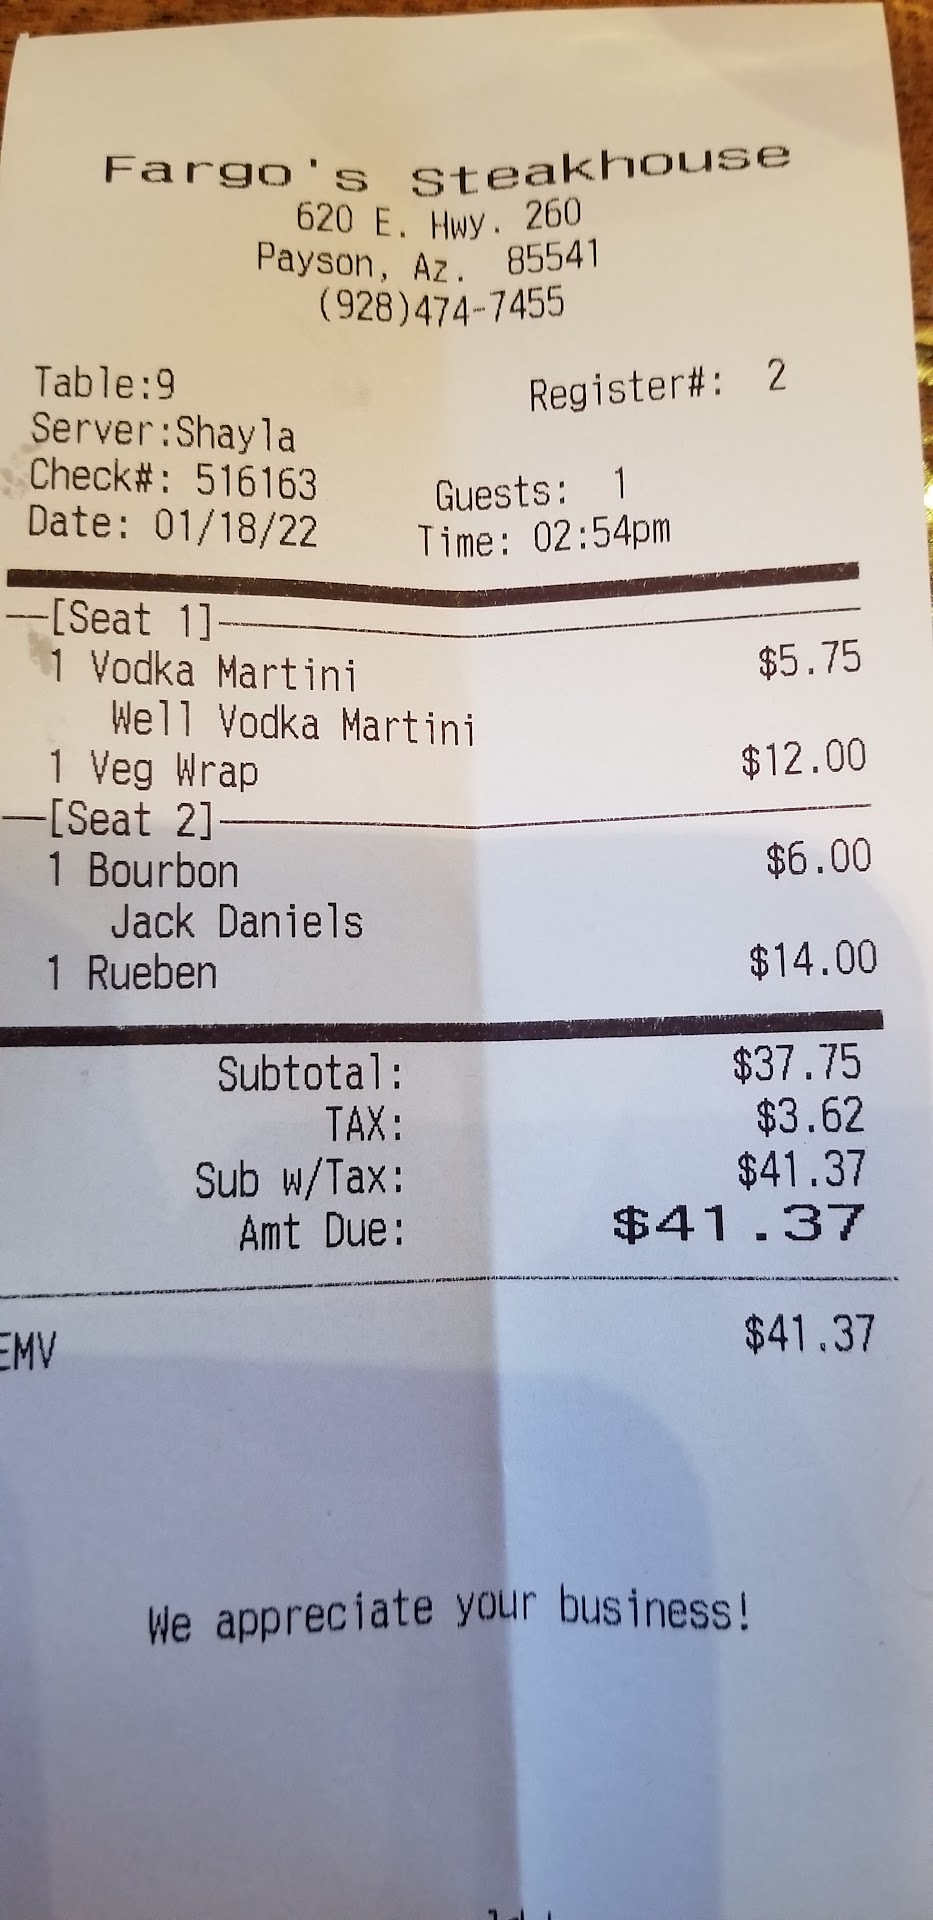 Fargo's Steakhouse
620 E. Hwy. 260
Payson, Az. 85541
(928)474-7455
Table:9 Register#: 2
Server:Shayla
Check#: 516163 Guests: 1
Date: 01/18/22 Time: 02:54pm
[Seat 1]
1 Vodka Martini $5.75
Well Vodka Martini
1 Veg Wrap $12.00
[Seat 2]
1 Bourbon $6.00
Jack Daniels
1 Rueben $14.00
Subtotal: $37.75
TAX: $3.62
Sub w/Tax: $41.37
Amt Due: $41.37
EMV $41.37
We appreciate your business!